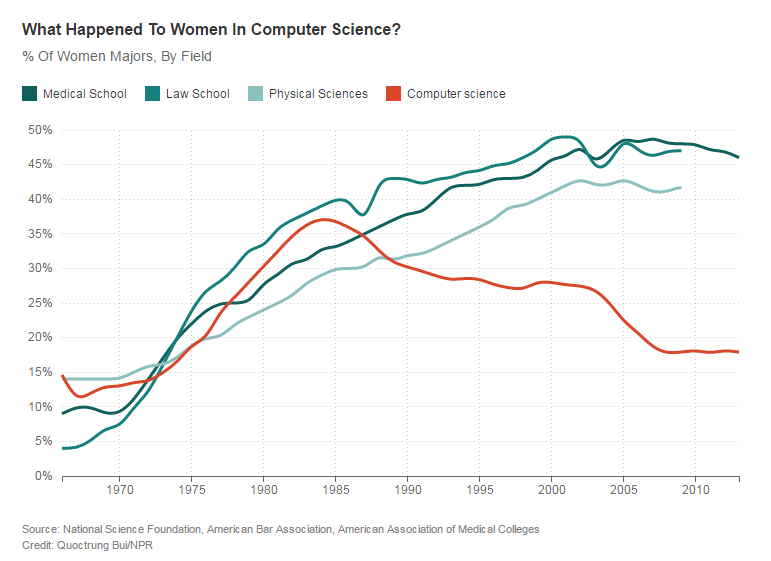 What Happened To Women In Computer Science?
% Of Women Majors, By Field
Medical School Law School Physical Sciences Computer science
50%
45%
40%
35%
30%
25%
20%
15%
10%
5%
0%
1970 1975 1980 1985 1990 1995 2000 2005 2010
Source: National Science Foundation, American Bar Association, American Association of Medical Colleges
Credit: Quoctrung Bui/NPR